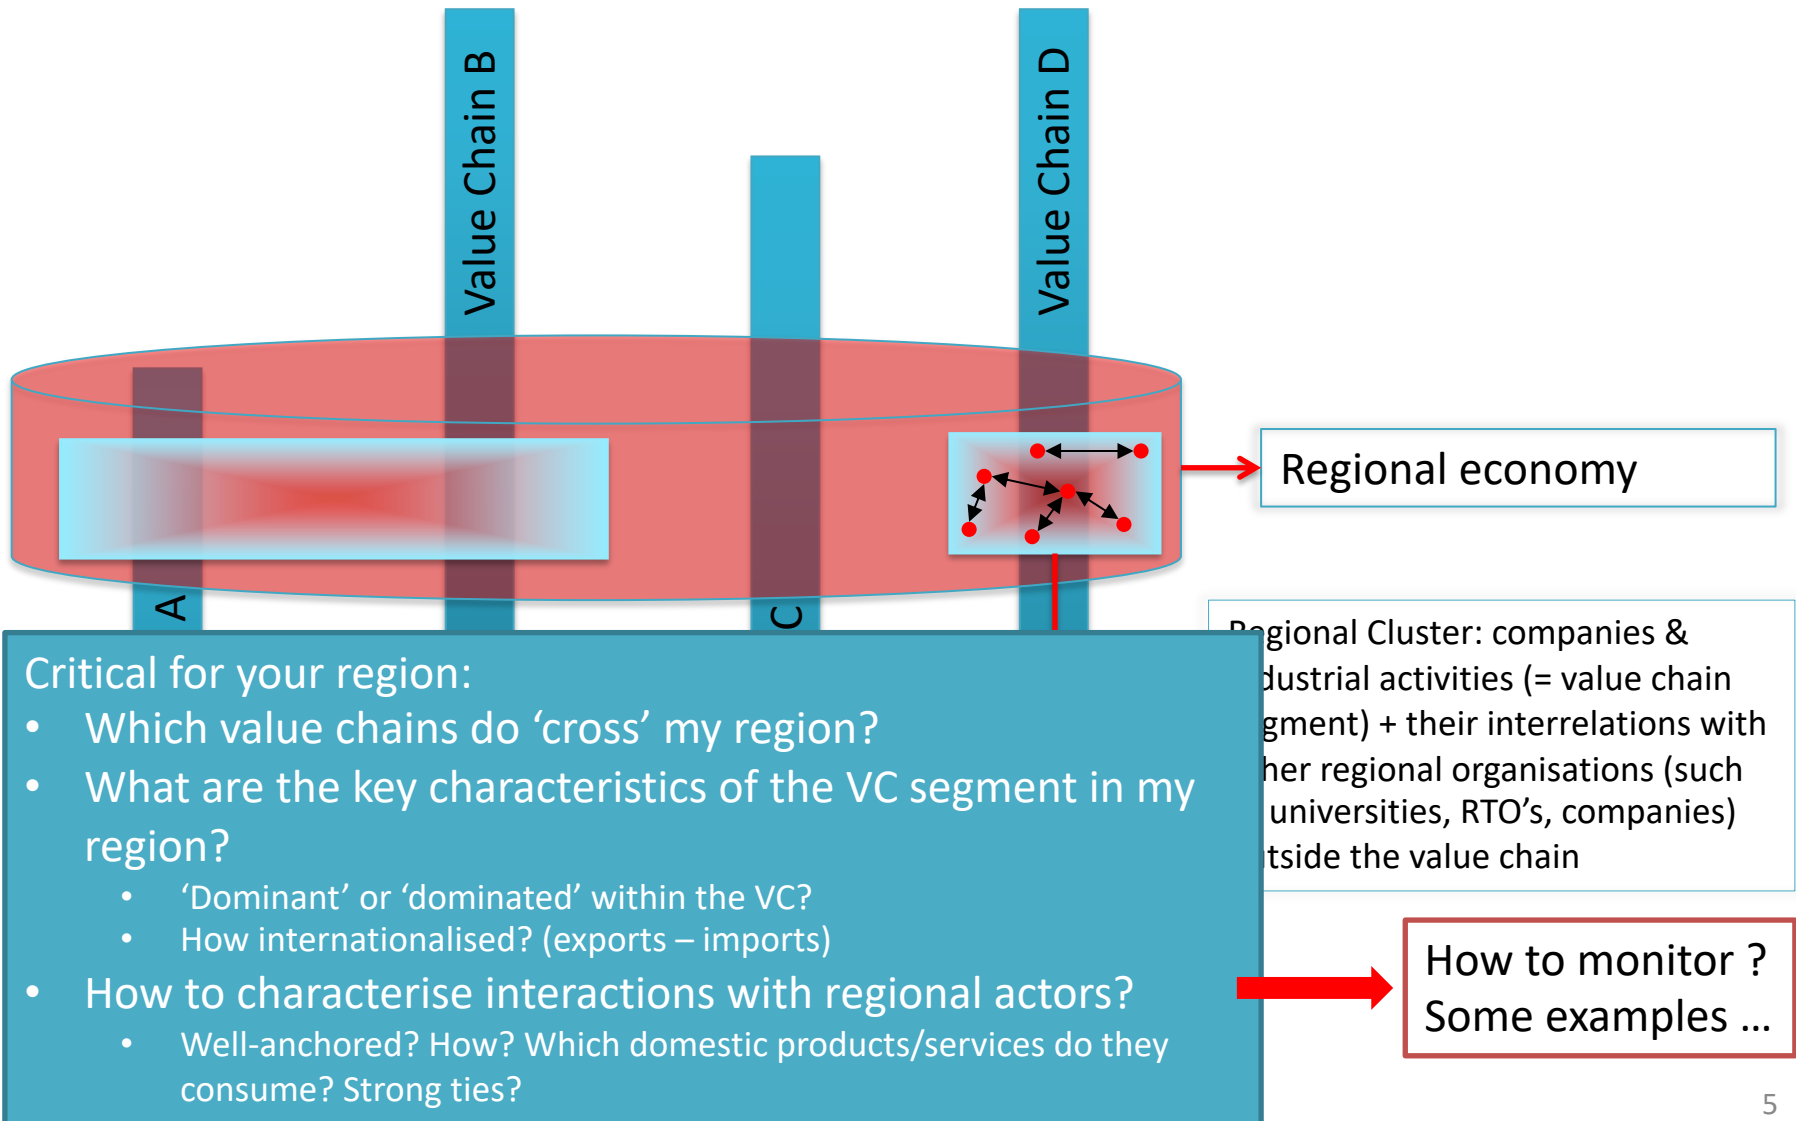 Value Chain B
Value Chain D
Regional economy
A
C
Regional Cluster: companies &
dustrial activities (= value chain
gment) + their interrelations with
her regional organisations (such
universities, RTO’s, companies)
tside the value chain
Critical for your region:
• Which value chains do ‘cross’ my region?
• What are the key characteristics of the VC segment in my
region?
• ‘Dominant’ or ‘dominated’ within the VC?
• How internationalised? (exports – imports)
• How to characterise interactions with regional actors?
• Well-anchored? How? Which domestic products/services do they
consume? Strong ties?
How to monitor ?
Some examples ...
5